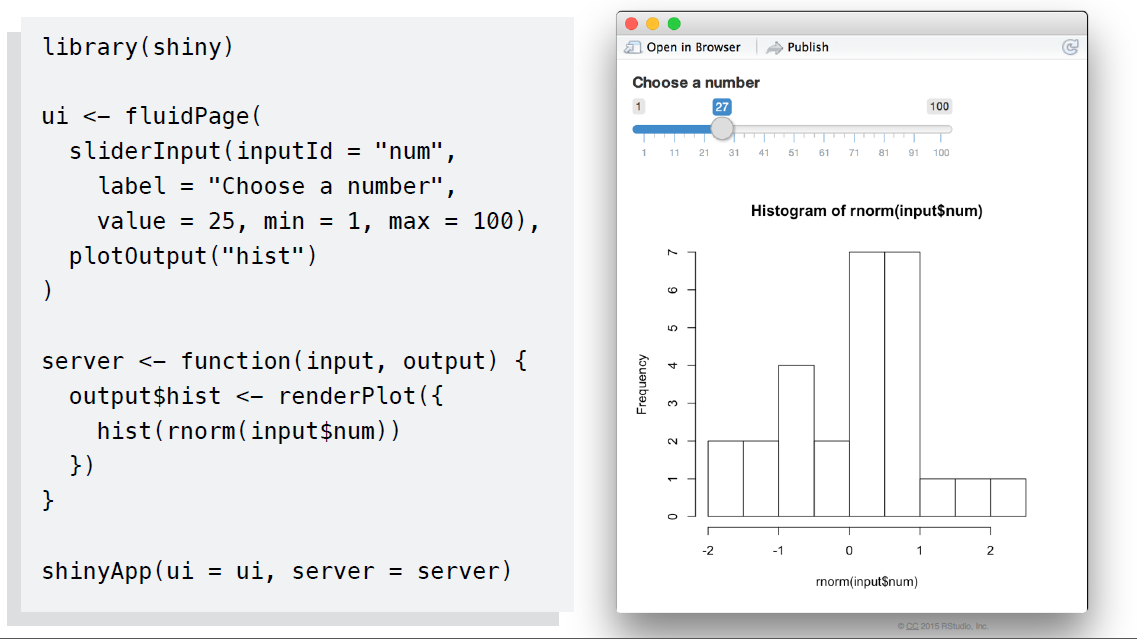 library(shiny)
ui <- fluidPage(
sliderInput(inputId = "num",
label = "Choose a number",
value = 25, min = 1, max = 100),
plotOutput("hist")
)
server <- function(input, output) {
output$hist <- renderPlot({
hist(rnorm(input$num))
})
}
shinyApp(ui = ui, server = server)
Open in Browser Publish
Choose a number
1 27 100
1 11 21 31 41 51 61 71 81 91 100
Histogram of rnorm(input$num)
Frequency
7
6
5
4
3
2
1
0
-2 -1 0 1 2
rnorm(input$num)
© CC 2015 RStudio, Inc.